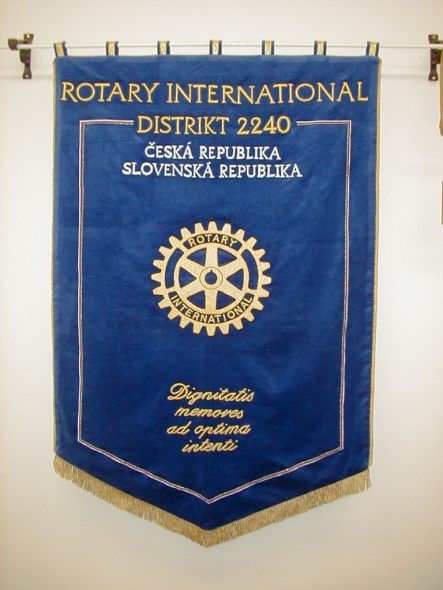 ROTARY INTERNATIONAL
DISTRIKT 2240
ČESKÁ REPUBLIKA
SLOVENSKÁ REPUBLIKA
ROTARY
INTERNATIONAL
Dignitatis
memores
ad optima
intenti